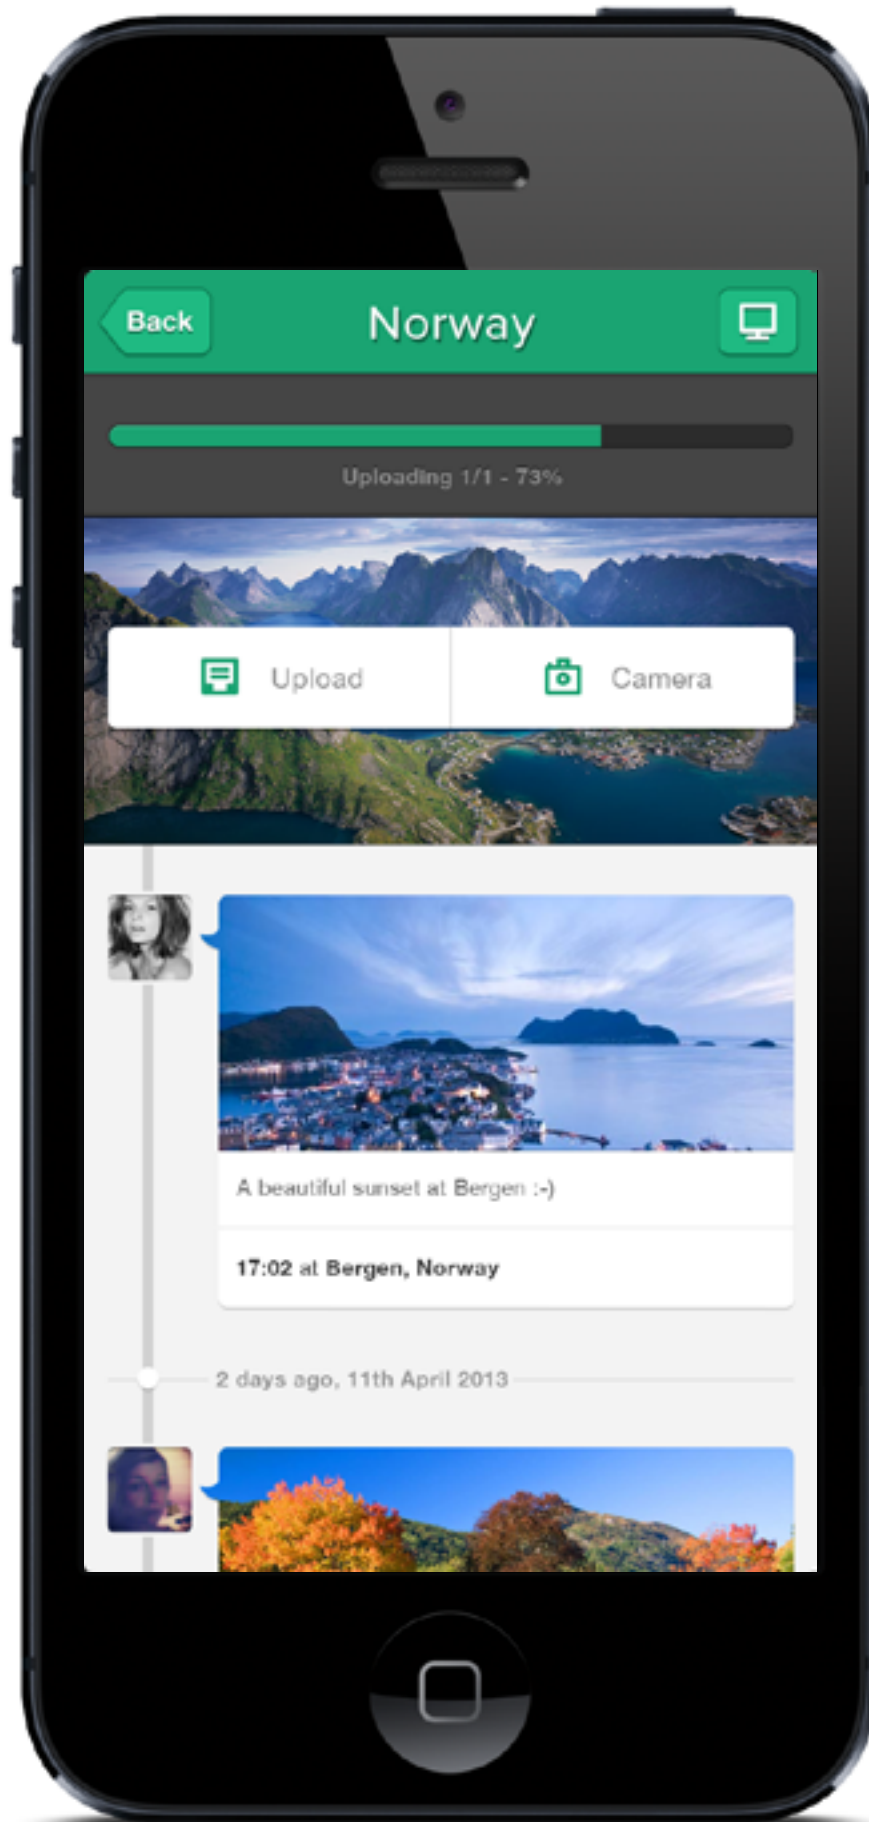 Back
Norway
Uploading 1/1 - 73%
Upload
Camera
A beautiful sunset at Bergen :-)
17:02 at Bergen, Norway
2 days ago, 11th April 2013